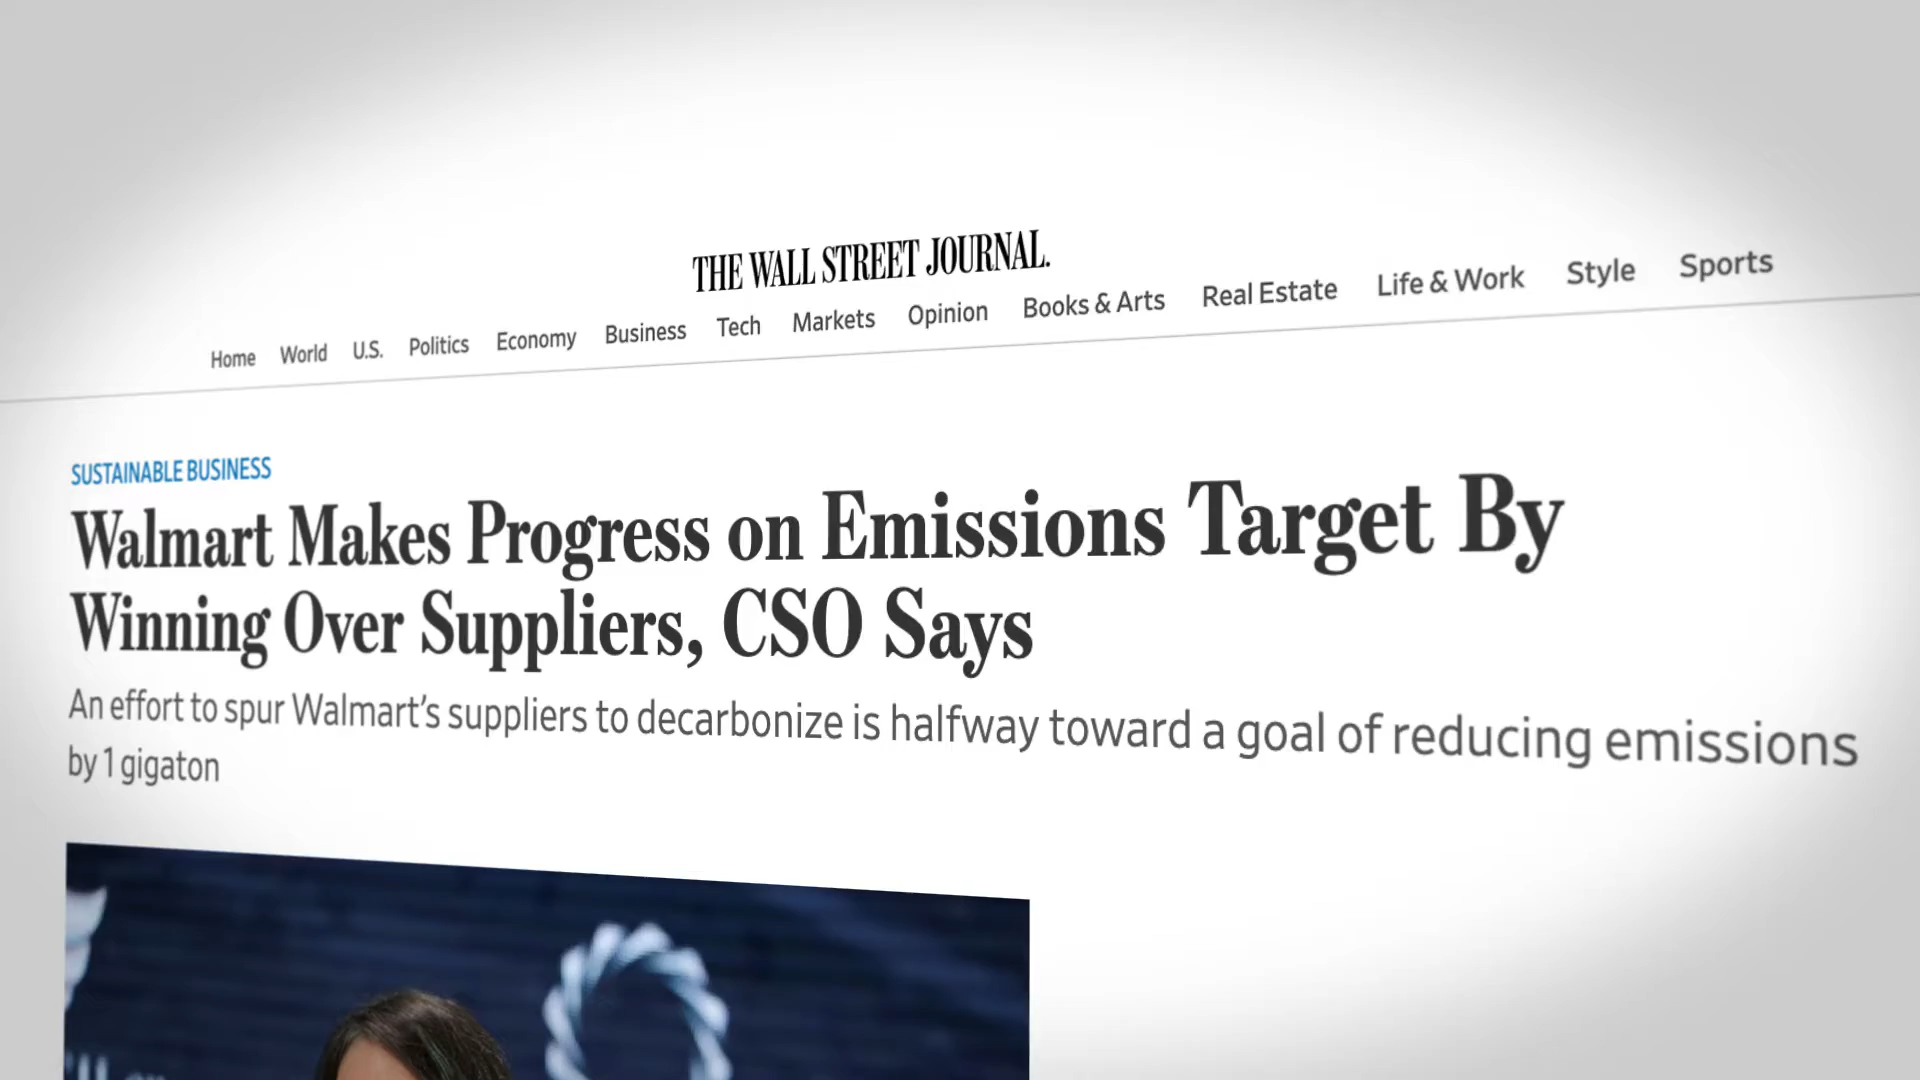 THE WALL STREET JOURNAL.
Home World U.S. Politics Economy Business Tech Markets Opinion Books & Arts Real Estate Life & Work Style Sports
SUSTAINABLE BUSINESS
Walmart Makes Progress on Emissions Target By
Winning Over Suppliers, CSO Says
An effort to spur Walmart's suppliers to decarbonize is halfway toward a goal of reducing emissions
by 1 gigaton